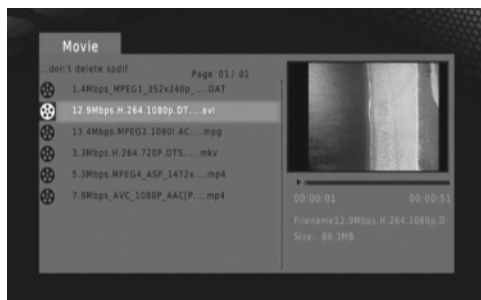 Movie
...don't delete spdif
Page 01/01
1.4Mbps_MPEG1_352x240p_....DAT
12.9Mbps.H.264.1080p.DT....avi
13.4Mbps.MPEG2.1080I.AC....mpg
3.3Mbps.H.264.720P.DTS.....mkv
5.3Mbps.MPEG4_ASP_1472x....mp4
7.9Mbps_AVC_1080P_AAC[P....mp4
00:00:01 00:00:51
Filename12.9Mbps.H.264.1080p.D
Size: 89.3MB